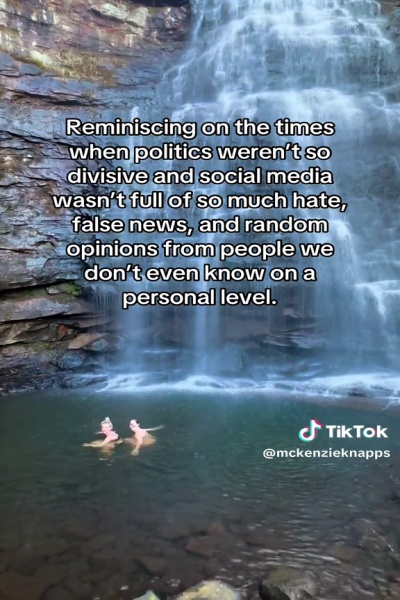 Reminiscing on the times
when politics weren't so
divisive and social media
wasn't full of so much hate,
false news, and random
opinions from people we
don't even know on a
personal level.
TikTok
@mckenzieknapps